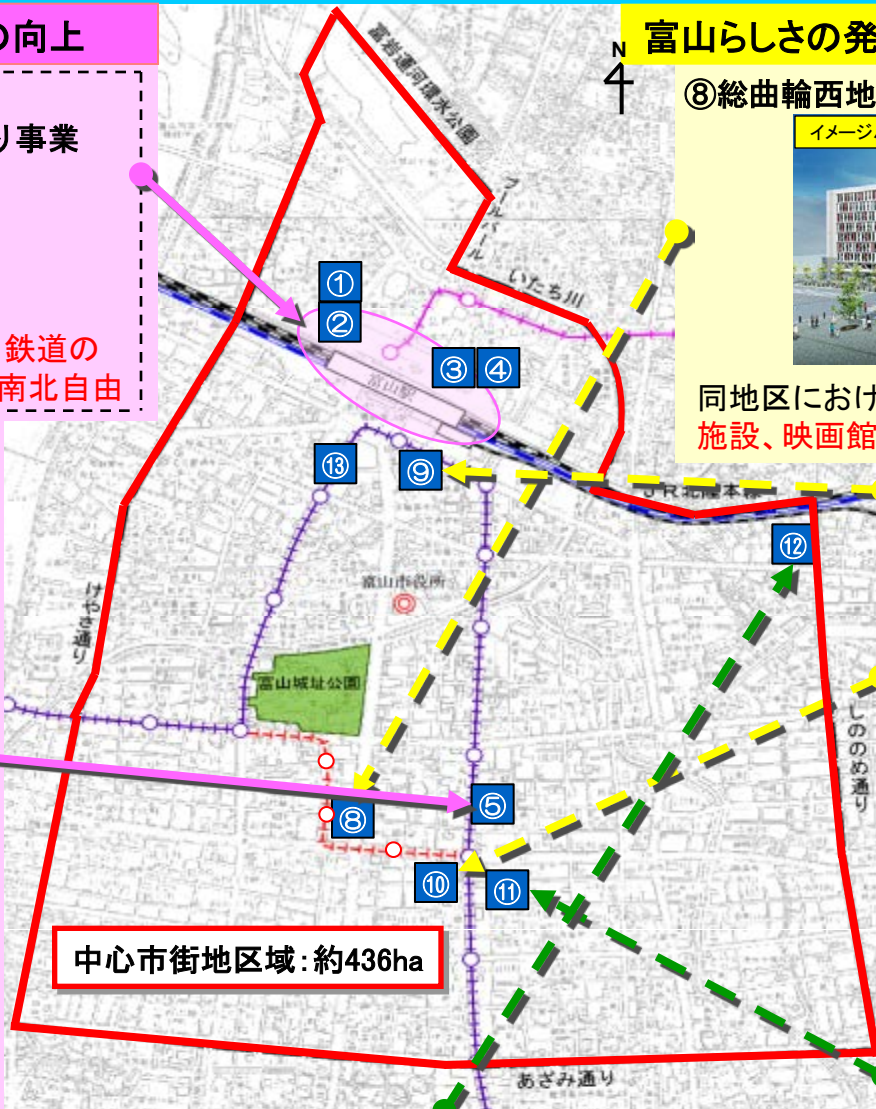 の向上
り事業
鉄道の
南北自由
富山らしさの発
⑧総曲輪西地
イメージパ
同地区におけ
施設、映画館
N
富岩運河環水公園
ブールバール
いたち川
①
②
③
④
富山駅
⑬
⑨
JR北陸本線
⑫
富山市役所
けやき通り
富山城址公園
しののめ通り
⑤
⑧
⑩
⑪
中心市街地区域：約436ha
あざみ通り